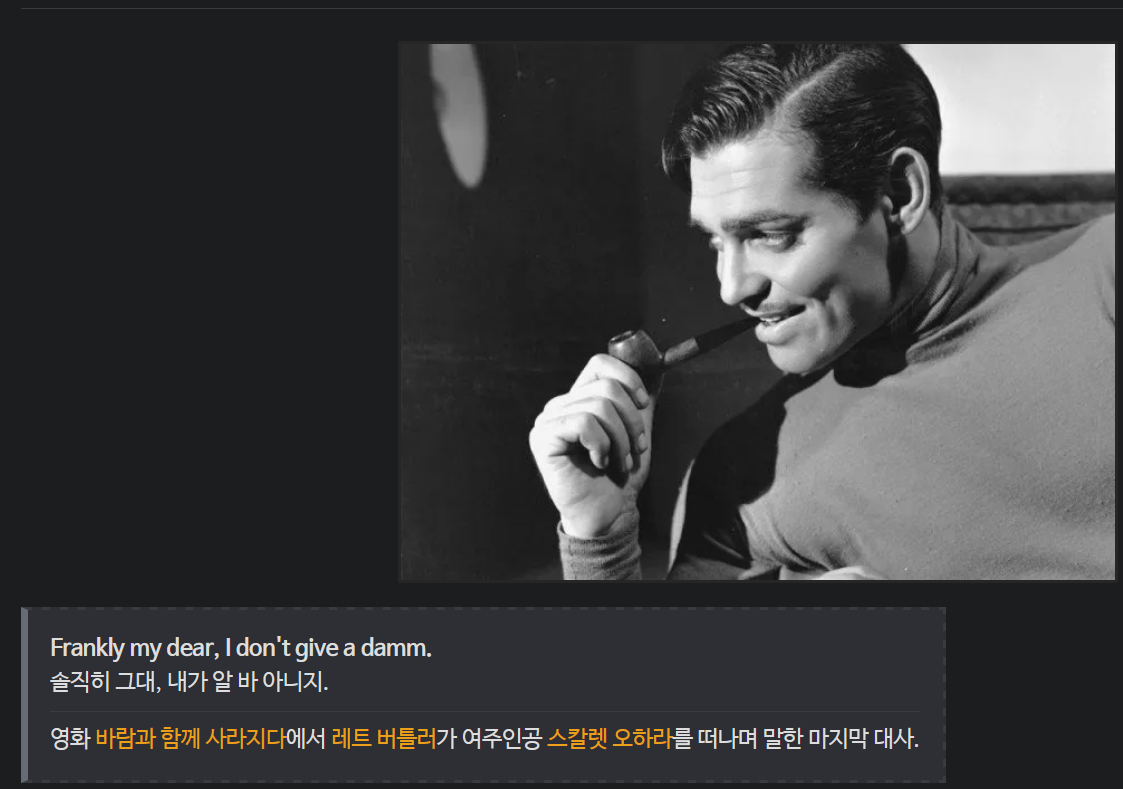 Frankly my dear, I don't give a damm.
솔직히 그대, 내가 알 바 아니지.
영화 바람과 함께 사라지다에서 레트 버틀러가 여주인공 스칼렛 오하라를 떠나며 말한 마지막 대사.